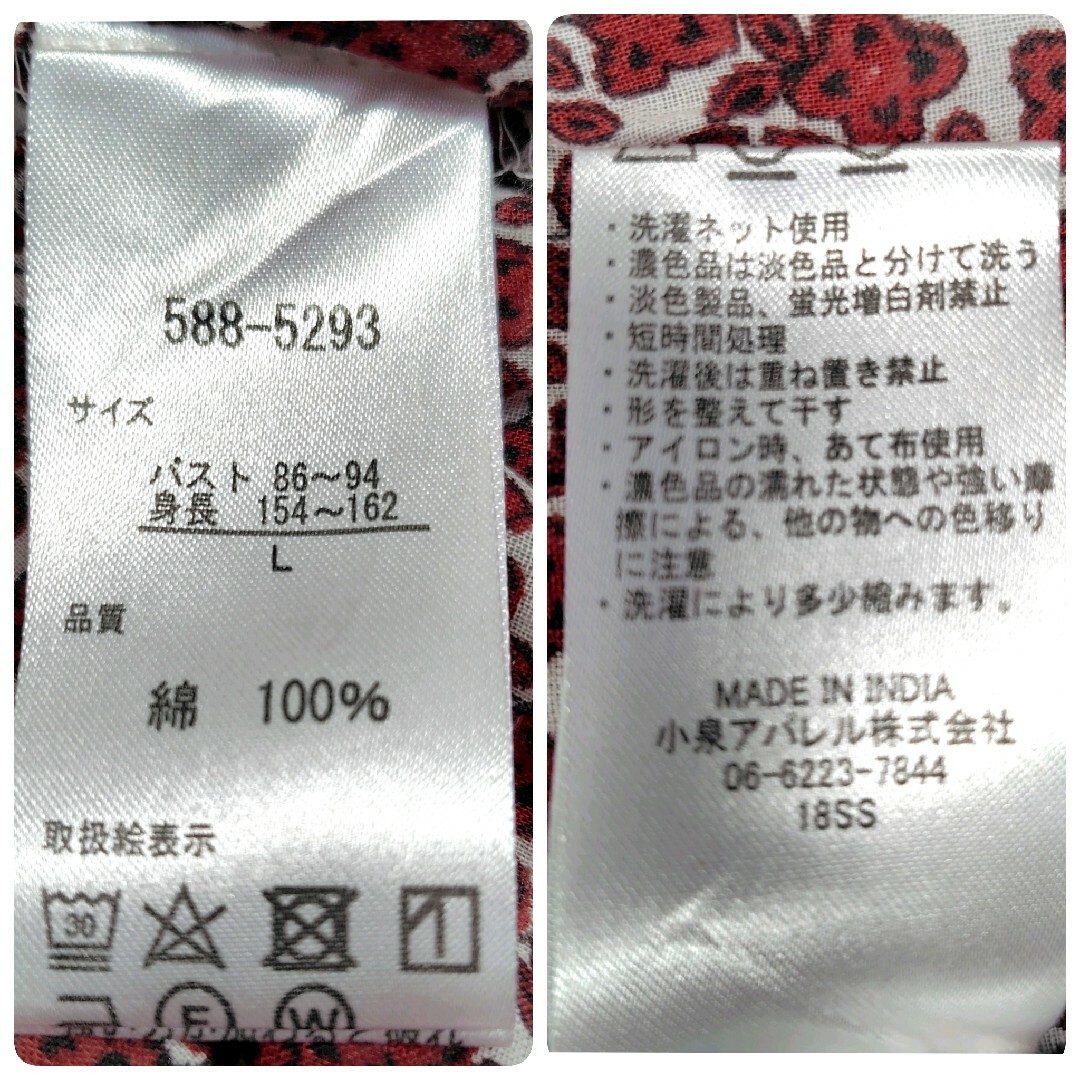 588-5293
サイズ
バスト 86～94
身長 154～162
L
品質
綿 100%
取扱絵表示
30
F
W
・洗濯ネット使用
・濃色品は淡色品と分けて洗う
・淡色製品、蛍光増白剤禁止
・短時間処理
・洗濯後は重ね置き禁止
・形を整えて干す
・アイロン時、あて布使用
・濃色品の濡れた状態や強い摩
擦による、他の物への色移り
に注意
・洗濯により多少縮みます。
MADE IN INDIA
小泉アパレル株式会社
06-6223-7844
18SS